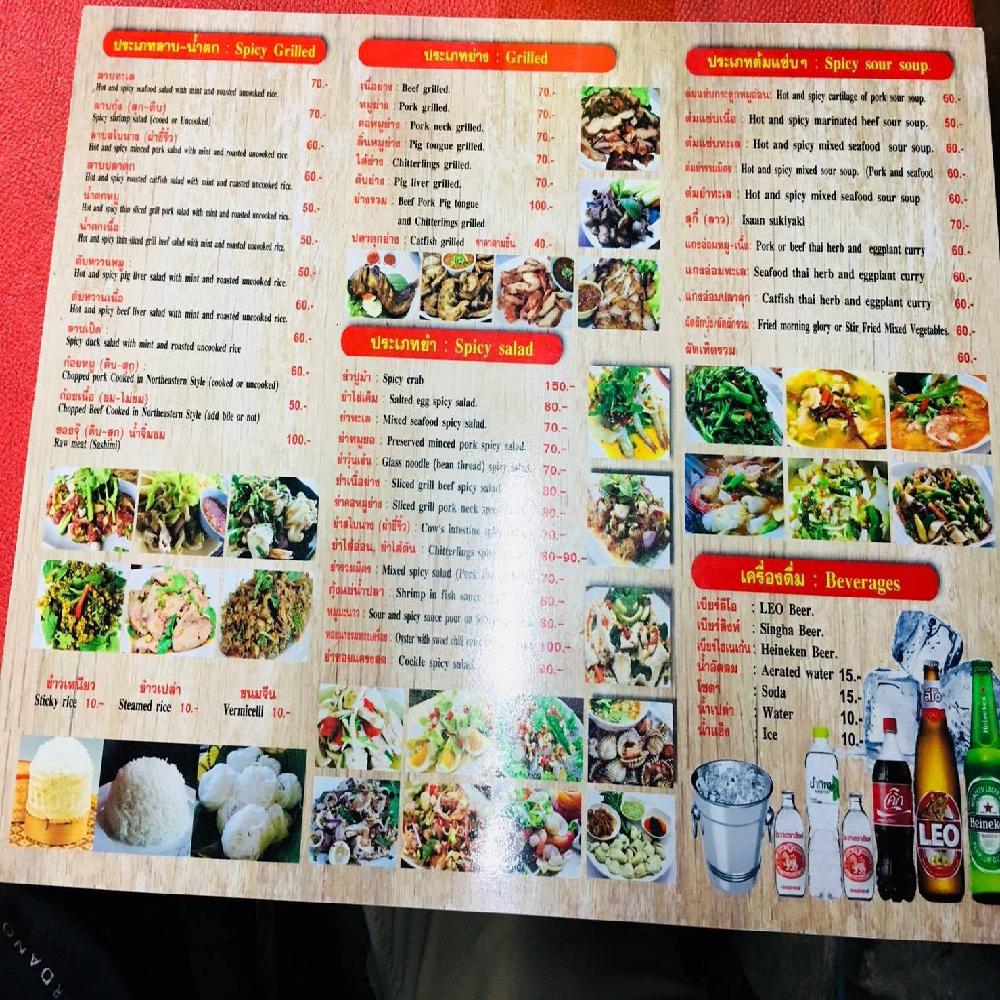 ประเภทลาบ-น้ำตก : Spicy Grilled
ลาบทะเล 70.-
Hot and spicy seafood salad with mint and roasted uncooked rice.
ลาบกุ้ง (สุก-ดิบ) 70.-
Spicy shrimp salad (cooed or Uncooked)
ลาบสไบนาง (ผ้าขี้ริ้ว) 60.-
Hot and spicy minced pork salad with mint and roasted uncooked rice
ลาบปลาดุก 60.-
Hot and spicy roasted catfish salad with mint and roasted uncooked rice.
น้ำตกหมู 50.-
Hot and spicy thin sliced grill pork salad with mint and roasted uncooked rice.
น้ำตกเนื้อ 50.-
Hot and spicy thin sliced grill beef salad with mint and roasted uncooked rice.
ตับหวานหมู 50.-
Hot and spicy pig liver salad with mint and roasted uncooked rice.
ตับหวานเนื้อ 60.-
Hot and spicy beef liver salad with mint and roasted uncooked rice.
ลาบเป็ด : 60.-
Spicy duck salad with mint and roasted uncooked rice
ก้อยหมู (ดิบ-สุก) 60.-
Chopped pork Cooked in Northeastern Style (cooked or uncooked)
ก้อยเนื้อ (ขม-ไม่ขม) 50.-
Chopped Beef Cooked in Northeastern Style (add bile or not)
ซอยจุ๊ (ดิบ-สุก) น้ำจิ้มขม 100.-
Raw meat (Sashimi)
ข้าวเหนียว ข้าวเปล่า ขนมจีน
Sticky rice 10.- Steamed rice 10.- Vermicelli 10.-
ประเภทย่าง : Grilled
เนื้อย่าง : Beef grilled. 70.-
หมูย่าง : Pork grilled. 70.-
คอหมูย่าง : Pork neck grilled. 70.-
ลิ้นหมูย่าง : Pig tongue grilled. 70.-
ไส้ย่าง Chitterlings grilled. 70.-
ตับย่าง : Pig liver grilled. 70.-
ย่างรวม : Beef Pork Pig tongue 100.-
and Chitterlings grilled
ปลาดุกย่าง : Catfish grilled ราคาตามชิ้น 40.-
ประเภทยำ : Spicy salad
ยำปูม้า : Spicy crab 150.-
ยำไข่เค็ม : Salted egg spicy salad. 80.-
ยำทะเล : Mixed seafood spicy salad. 70.-
ยำหมูยอ : Preserved minced pork spicy salad. 70.-
ยำวุ้นเส้น : Glass noodle (bean thread) spicy salad. 70.-
ยำเนื้อย่าง : Sliced grill beef spicy salad 80.-
ยำคอหมูย่าง : Sliced grill pork neck 80.-
ยำสไบนาง (ผ้าขี้ริ้ว) : Cow's intestine 70.-
ยำไส้อ่อน, ยำไส้ตัน : Chitterlings 80-90.-
ยำรวมมิตร : Mixed spicy salad 70.-
กุ้งแช่น้ำปลา : Shrimp in fish sauce. 80.-
หมูมะนาว : Sour and spicy sauce pour on
หอยนางรมทรงเครื่อง : Oyster with sweet chili 100.-
ยำหอยแครงสด : Cockle spicy salad.
ประเภทต้มแซ่บๆ : Spicy sour soup.
ต้มแซ่บกระดูกหมูอ่อน: Hot and spicy cartilage of pork sour soup. 60.-
ต้มแซ่บเนื้อ : Hot and spicy marinated beef sour soup. 50.-
ต้มแซ่บทะเล : Hot and spicy mixed seafood sour soup. 60.-
ต้มยำรวมมิตร : Hot and spicy mixed sour soup. (Pork and seafood 60.-
ต้มยำทะเล : Hot and spicy mixed seafood sour soup 60.-
สุกี้ (ลาว) : Isaan sukiyaki 70.-
แกงอ่อมหมู-เนื้อ: Pork or beef thai herb and eggplant curry 60.-
แกงอ่อมทะเล: Seafood thai herb and eggplant curry 60.-
แกงอ่อมปลาดุก : Catfish thai herb and eggplant curry 60.-
ผัดผักบุ้ง/ผัดผักรวม : Fried morning glory or Stir Fried Mixed Vegetables. 60.-
ผัดเห็ดรวม 60.-
เครื่องดื่ม : Beverages
เบียร์ลีโอ : LEO Beer.
เบียร์สิงห์ : Singha Beer.
เบียร์ไฮเนเก้น : Heineken Beer.
น้ำอัดลม : Aerated water 15.-
โซดา : Soda 15.-
น้ำเปล่า : Water 10.-
น้ำแข็ง : Ice 10.-
LEO
Heineke